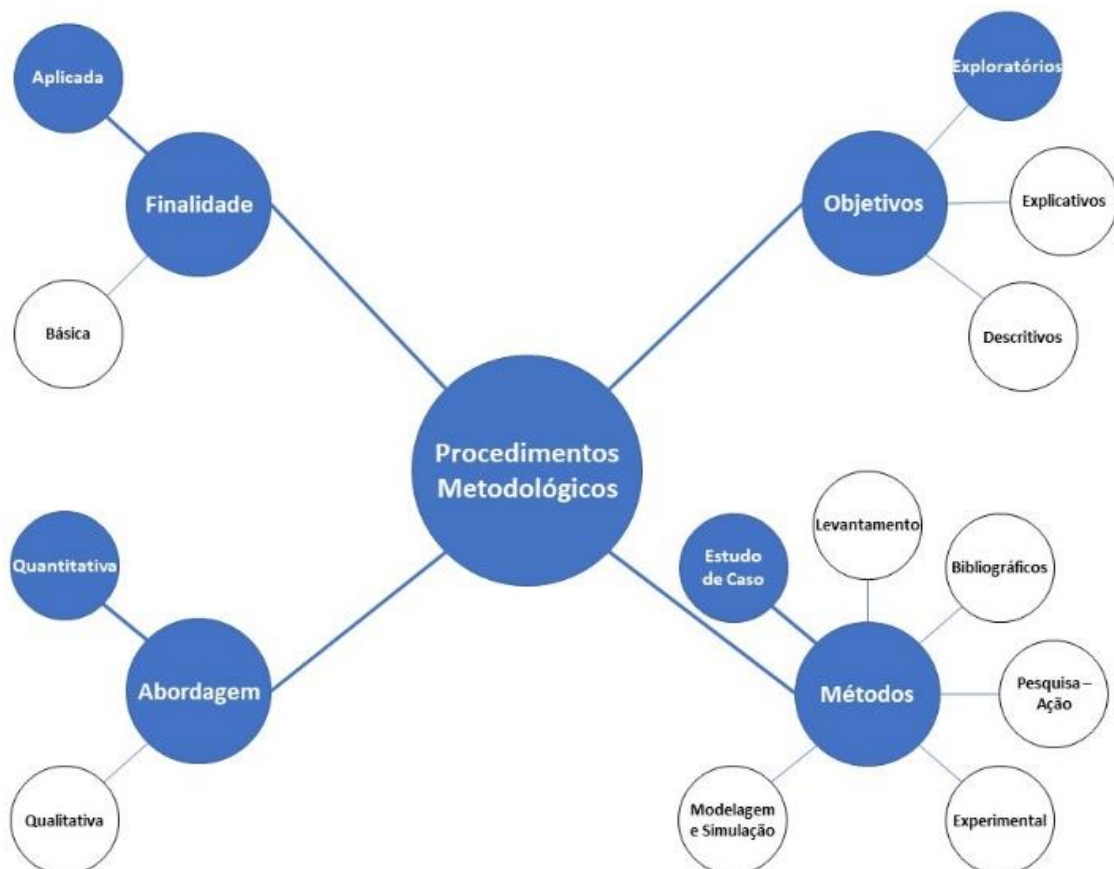 Aplicada
Finalidade
Básica
Exploratórios
Objetivos
Explicativos
Descritivos
Procedimentos
Metodológicos
Quantitativa
Abordagem
Qualitativa
Estudo
de Caso
Levantamento
Bibliográficos
Métodos
Pesquisa –
Ação
Modelagem
e Simulação
Experimental